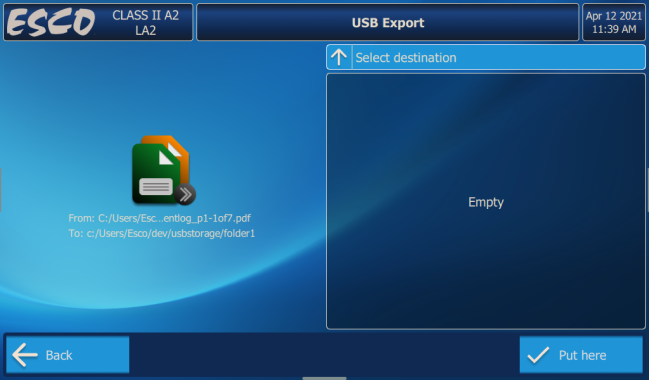 ESCO
CLASS II A2
LA2
USB Export
Apr 12 2021
11:39 AM
Select destination
From: C:/Users/Esc...entlog_p1-1of7.pdf
To: c:/Users/Esco/dev/usbstorage/folder1
Empty
Back
Put here